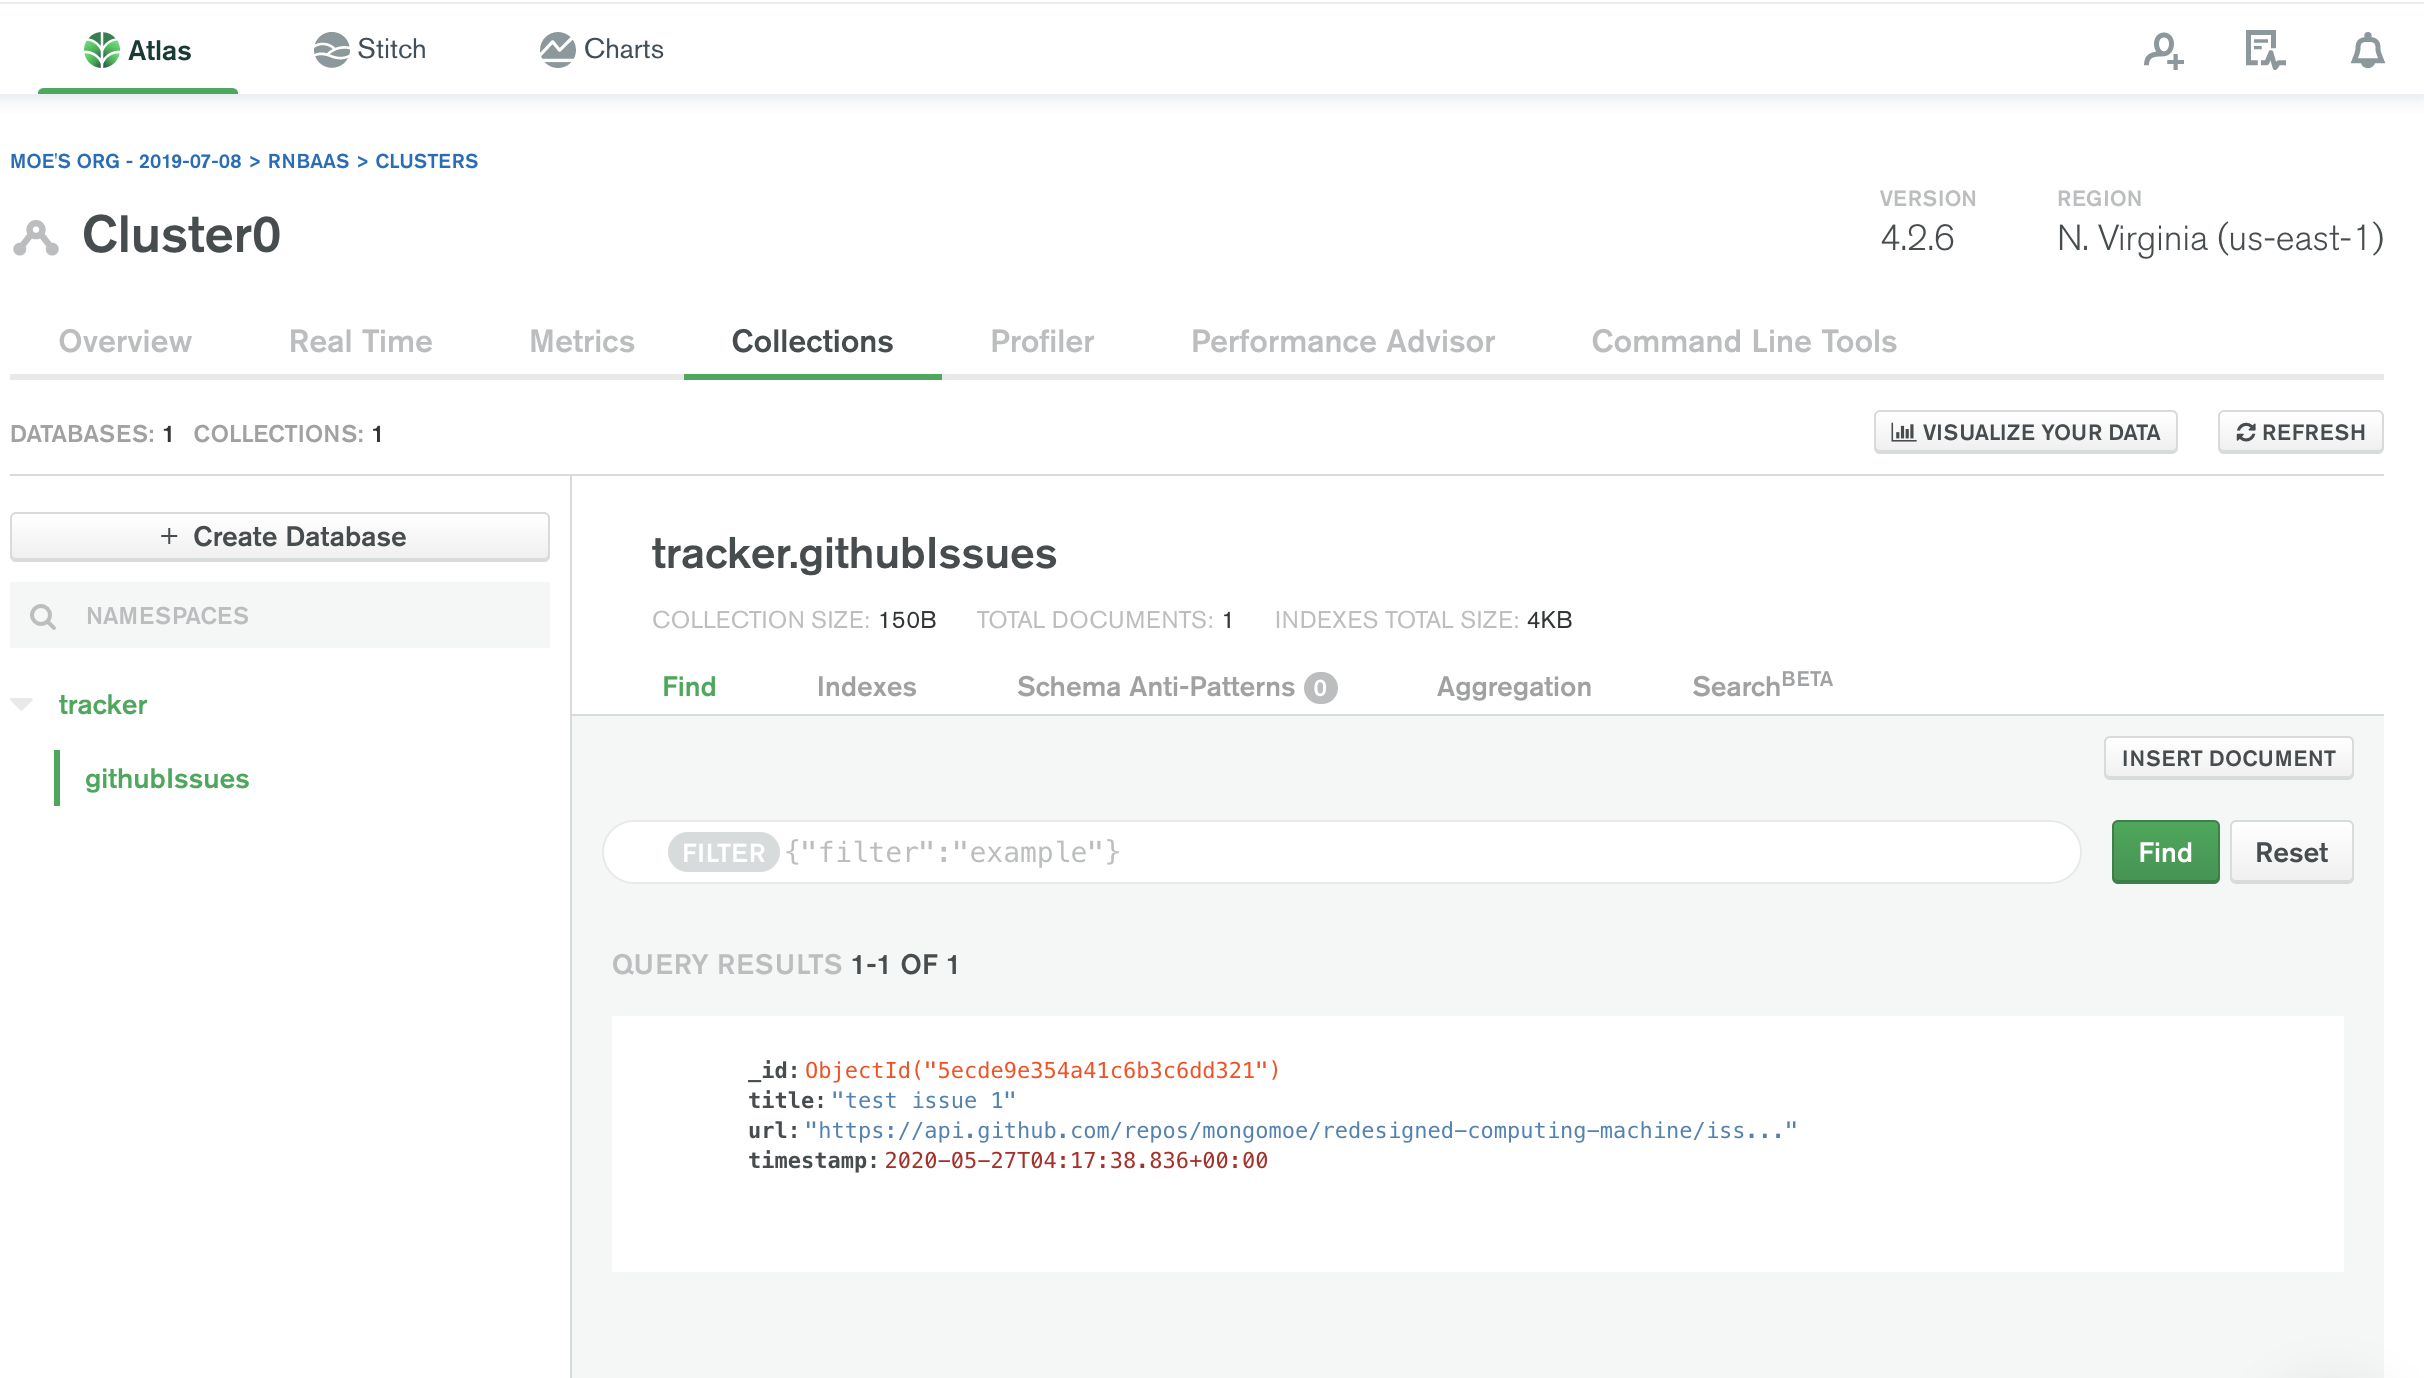 Atlas Stitch Charts
MOE'S ORG - 2019-07-08 > RNBAAS > CLUSTERS
Cluster0
VERSION
4.2.6
REGION
N. Virginia (us-east-1)
Overview Real Time Metrics Collections Profiler Performance Advisor Command Line Tools
DATABASES: 1 COLLECTIONS: 1
VISUALIZE YOUR DATA
REFRESH
+ Create Database
NAMESPACES
tracker
githubIssues
tracker.githubIssues
COLLECTION SIZE: 150B TOTAL DOCUMENTS: 1 INDEXES TOTAL SIZE: 4KB
Find Indexes Schema Anti-Patterns 0 Aggregation Search BETA
INSERT DOCUMENT
FILTER {"filter":"example"}
Find
Reset
QUERY RESULTS 1-1 OF 1
_id: ObjectId("5ecde9e354a41c6b3c6dd321")
title: "test issue 1"
url: "https://api.github.com/repos/mongomoe/redesigned-computing-machine/iss..."
timestamp: 2020-05-27T04:17:38.836+00:00